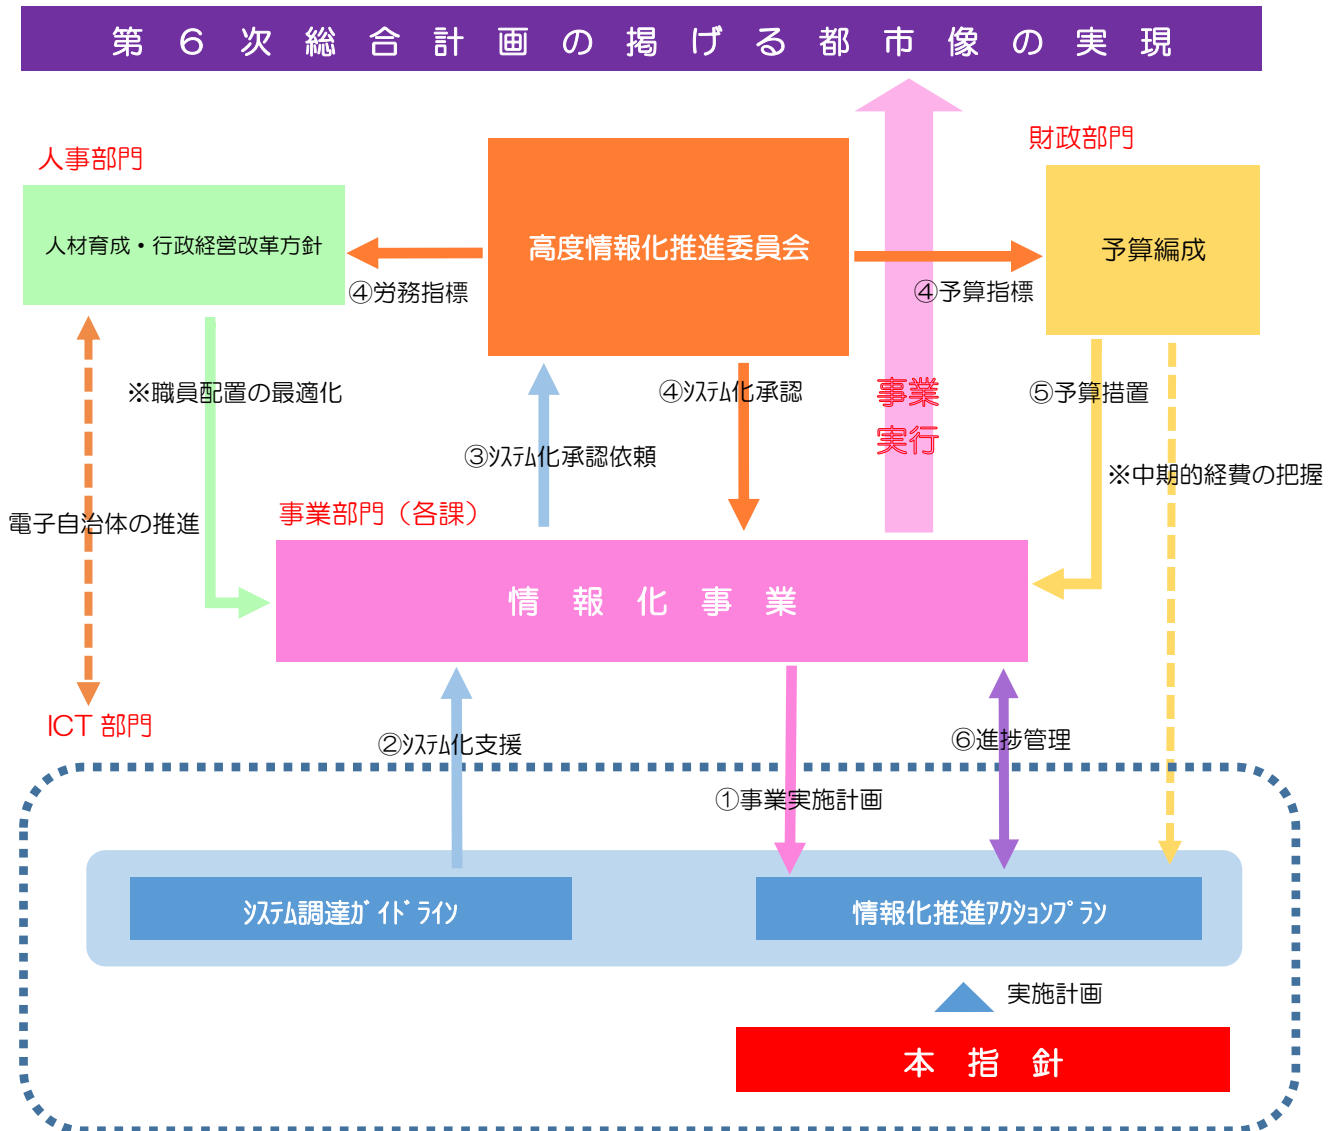 第６次総合計画の掲げる都市像の実現
人事部門
財政部門
人材育成・行政経営改革方針
高度情報化推進委員会
予算編成
④労務指標
④予算指標
※職員配置の最適化
④ｼｽﾃﾑ化承認
事業
実行
⑤予算措置
③ｼｽﾃﾑ化承認依頼
※中期的経費の把握
電子自治体の推進
事業部門（各課）
情報化事業
ICT 部門
②ｼｽﾃﾑ化支援
⑥進捗管理
①事業実施計画
ｼｽﾃﾑ調達ｶﾞｲﾄﾞﾗｲﾝ
情報化推進ｱｸｼｮﾝﾌﾟﾗﾝ
実施計画
本指針